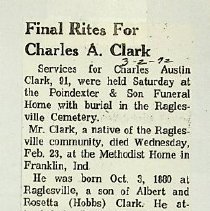 Final Rites For
Charles A. Clark
3-2-72
Services for Charles Austin
Clark, 91, were held Saturday at
the Poindexter & Son Funeral
Home with burial in the Ragles-
ville Cemetery.
Mr. Clark, a native of the Ragles-
ville community, died Wednesday,
Feb. 23, at the Methodist Home in
Franklin, Ind.
He was born Oct. 3, 1880 at
Raglesville, a son of Albert and
Rosetta (Hobbs) Clark. He at-